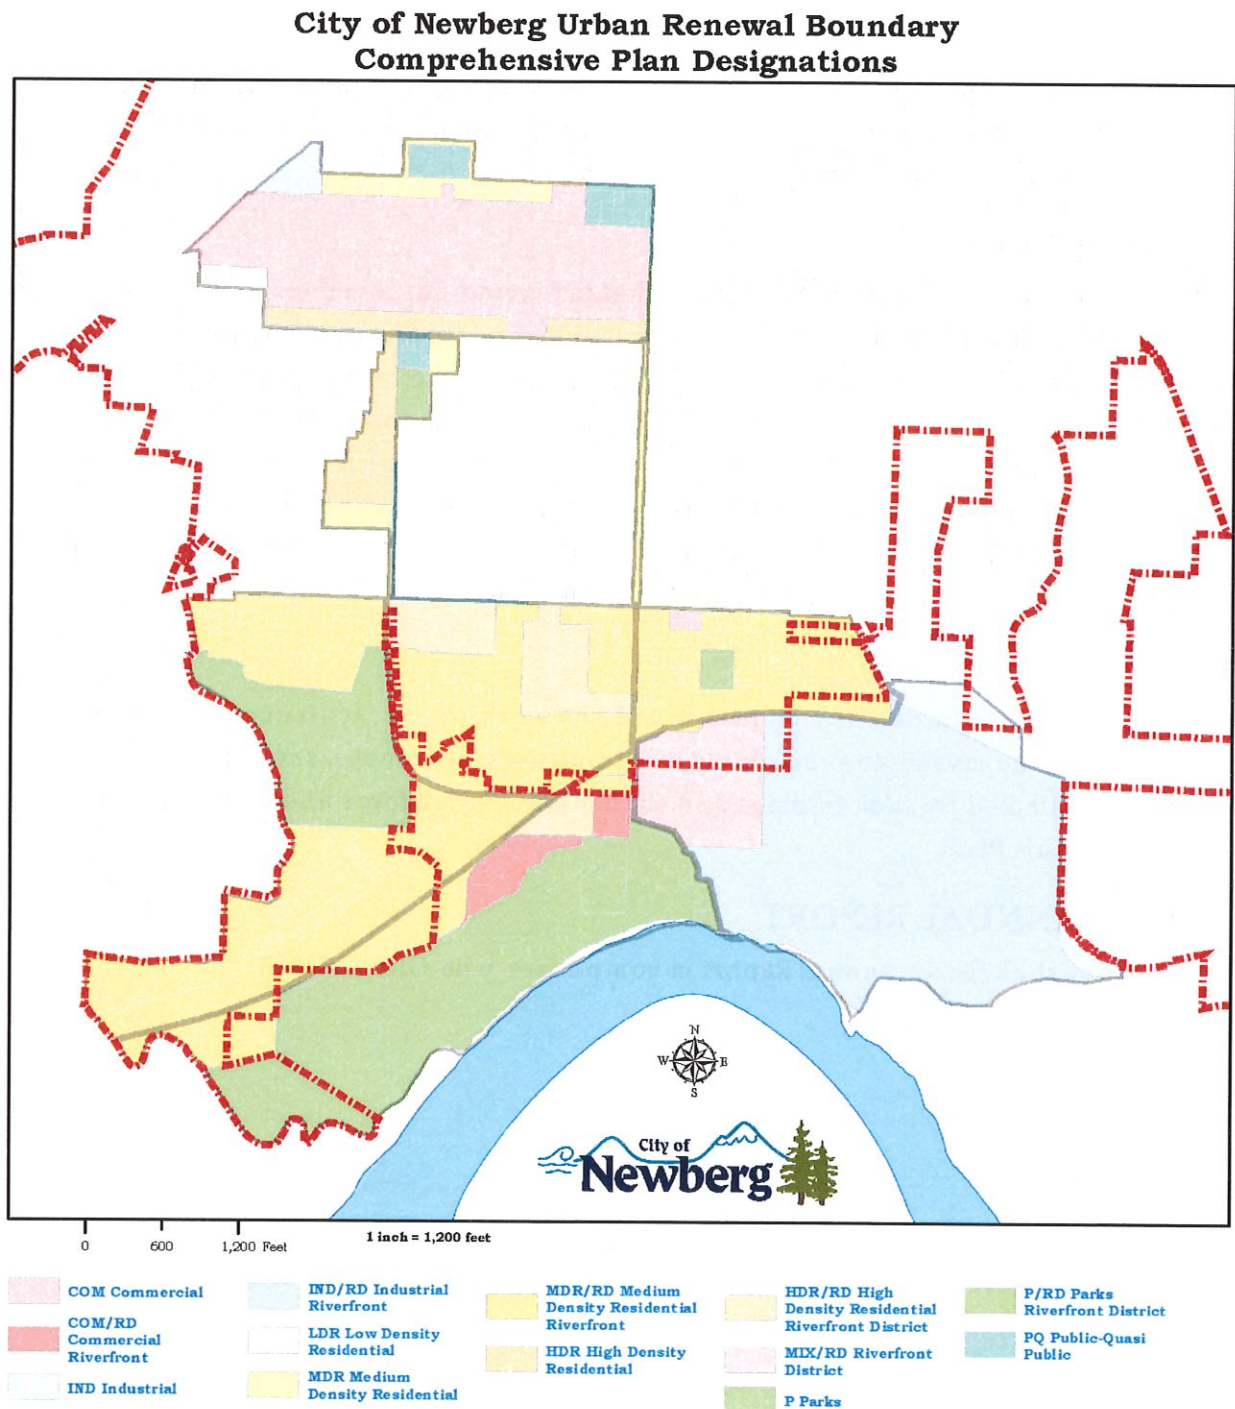 City of Newberg Urban Renewal Boundary
Comprehensive Plan Designations
N
W
E
S
City of
Newberg
0
600
1,200 Feet
1 inch = 1,200 feet
COM Commercial
COM/RD
Commercial
Riverfront
IND Industrial
IND/RD Industrial
Riverfront
LDR Low Density
Residential
MDR Medium
Density Residential
MDR/RD Medium
Density Residential
Riverfront
HDR High Density
Residential
HDR/RD High
Density Residential
Riverfront District
MIX/RD Riverfront
District
P Parks
P/RD Parks
Riverfront District
PQ Public-Quasi
Public